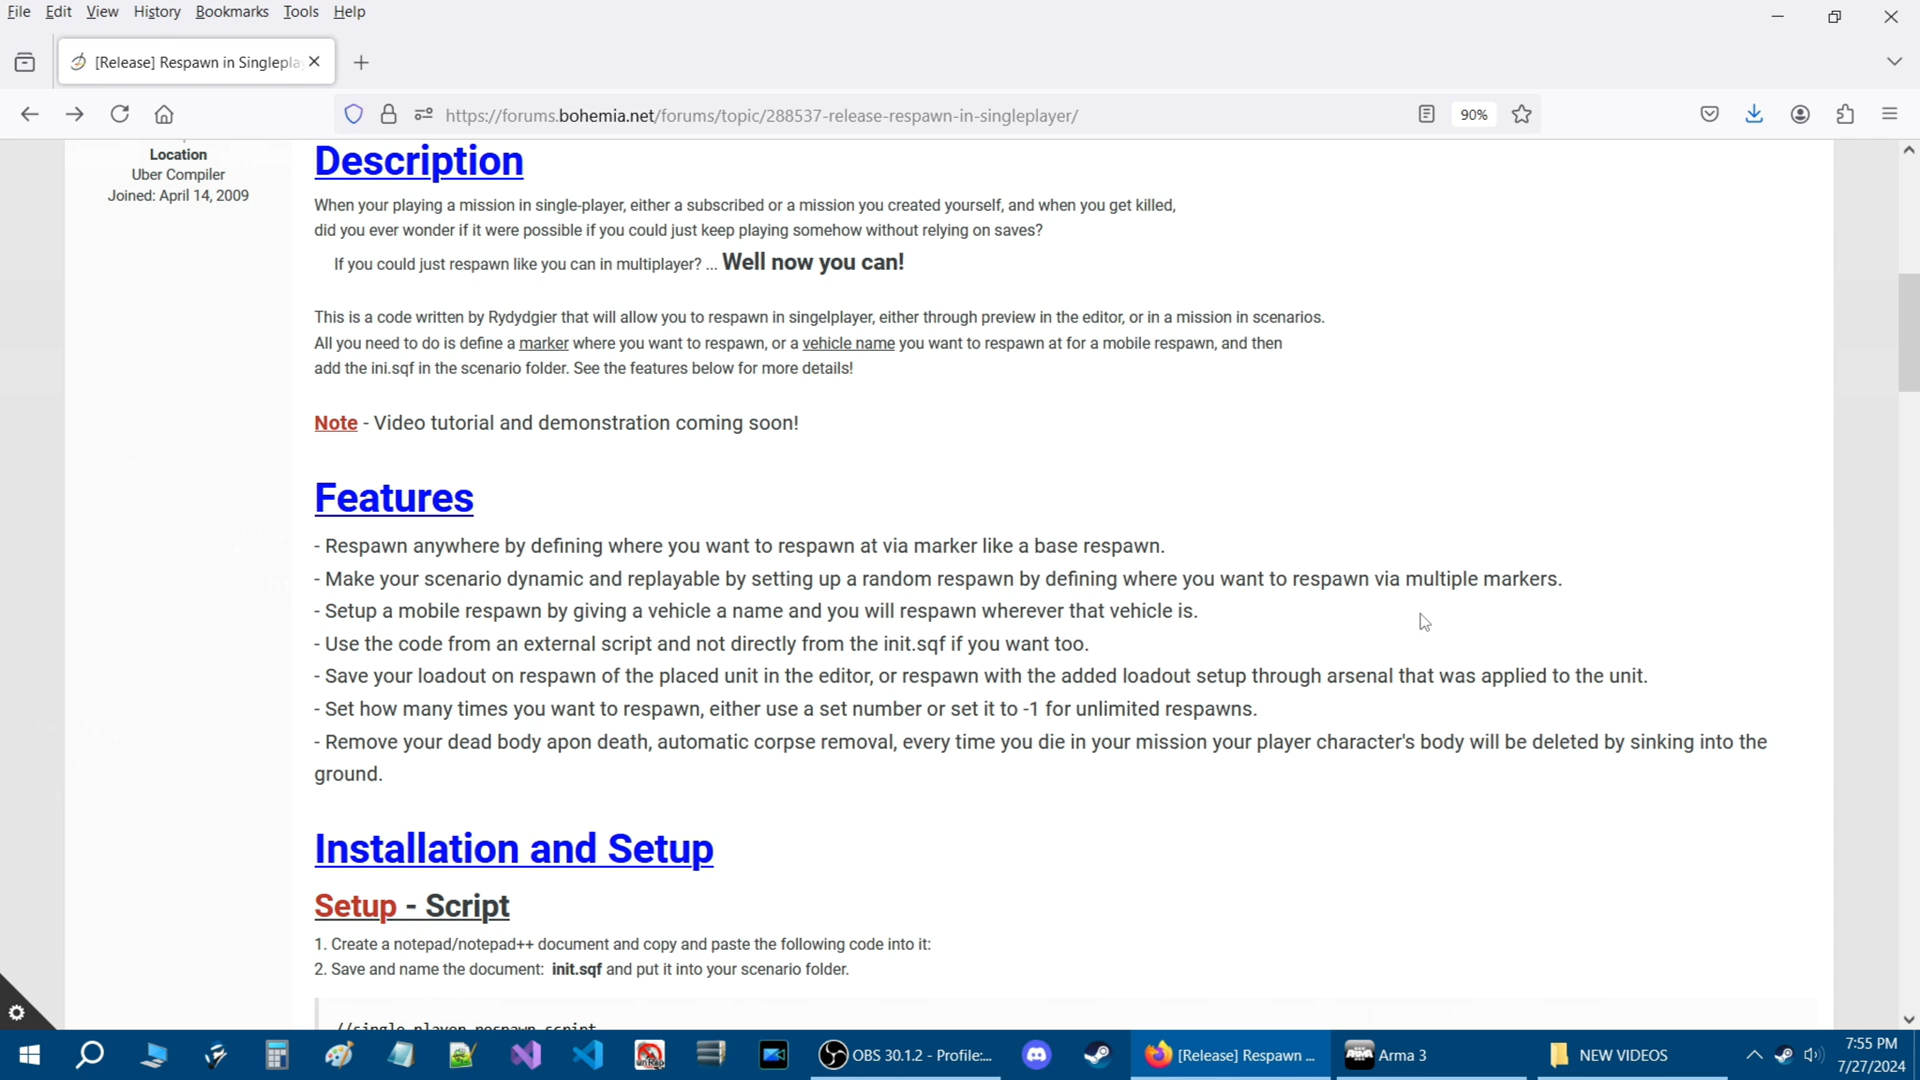 File Edit View History Bookmarks Tools Help
[Release] Respawn in Singlepla
https://forums.bohemia.net/forums/topic/288537-release-respawn-in-singleplayer/
90%
Location
Uber Compiler
Joined: April 14, 2009
Description
When your playing a mission in single-player, either a subscribed or a mission you created yourself, and when you get killed,
did you ever wonder if it were possible if you could just keep playing somehow without relying on saves?
If you could just respawn like you can in multiplayer? ... Well now you can!
This is a code written by Rydydgier that will allow you to respawn in singelplayer, either through preview in the editor, or in a mission in scenarios.
All you need to do is define a marker where you want to respawn, or a vehicle name you want to respawn at for a mobile respawn, and then
add the ini.sqf in the scenario folder. See the features below for more details!
Note - Video tutorial and demonstration coming soon!
Features
- Respawn anywhere by defining where you want to respawn at via marker like a base respawn.
- Make your scenario dynamic and replayable by setting up a random respawn by defining where you want to respawn via multiple markers.
- Setup a mobile respawn by giving a vehicle a name and you will respawn wherever that vehicle is.
- Use the code from an external script and not directly from the init.sqf if you want too.
- Save your loadout on respawn of the placed unit in the editor, or respawn with the added loadout setup through arsenal that was applied to the unit.
- Set how many times you want to respawn, either use a set number or set it to -1 for unlimited respawns.
- Remove your dead body apon death, automatic corpse removal, every time you die in your mission your player character's body will be deleted by sinking into the
ground.
Installation and Setup
Setup - Script
1. Create a notepad/notepad++ document and copy and paste the following code into it:
2. Save and name the document:  init.sqf and put it into your scenario folder.
//single player respawn script
OBS 30.1.2 - Profile:...
[Release] Respawn ...
Arma 3
NEW VIDEOS
7:55 PM
7/27/2024